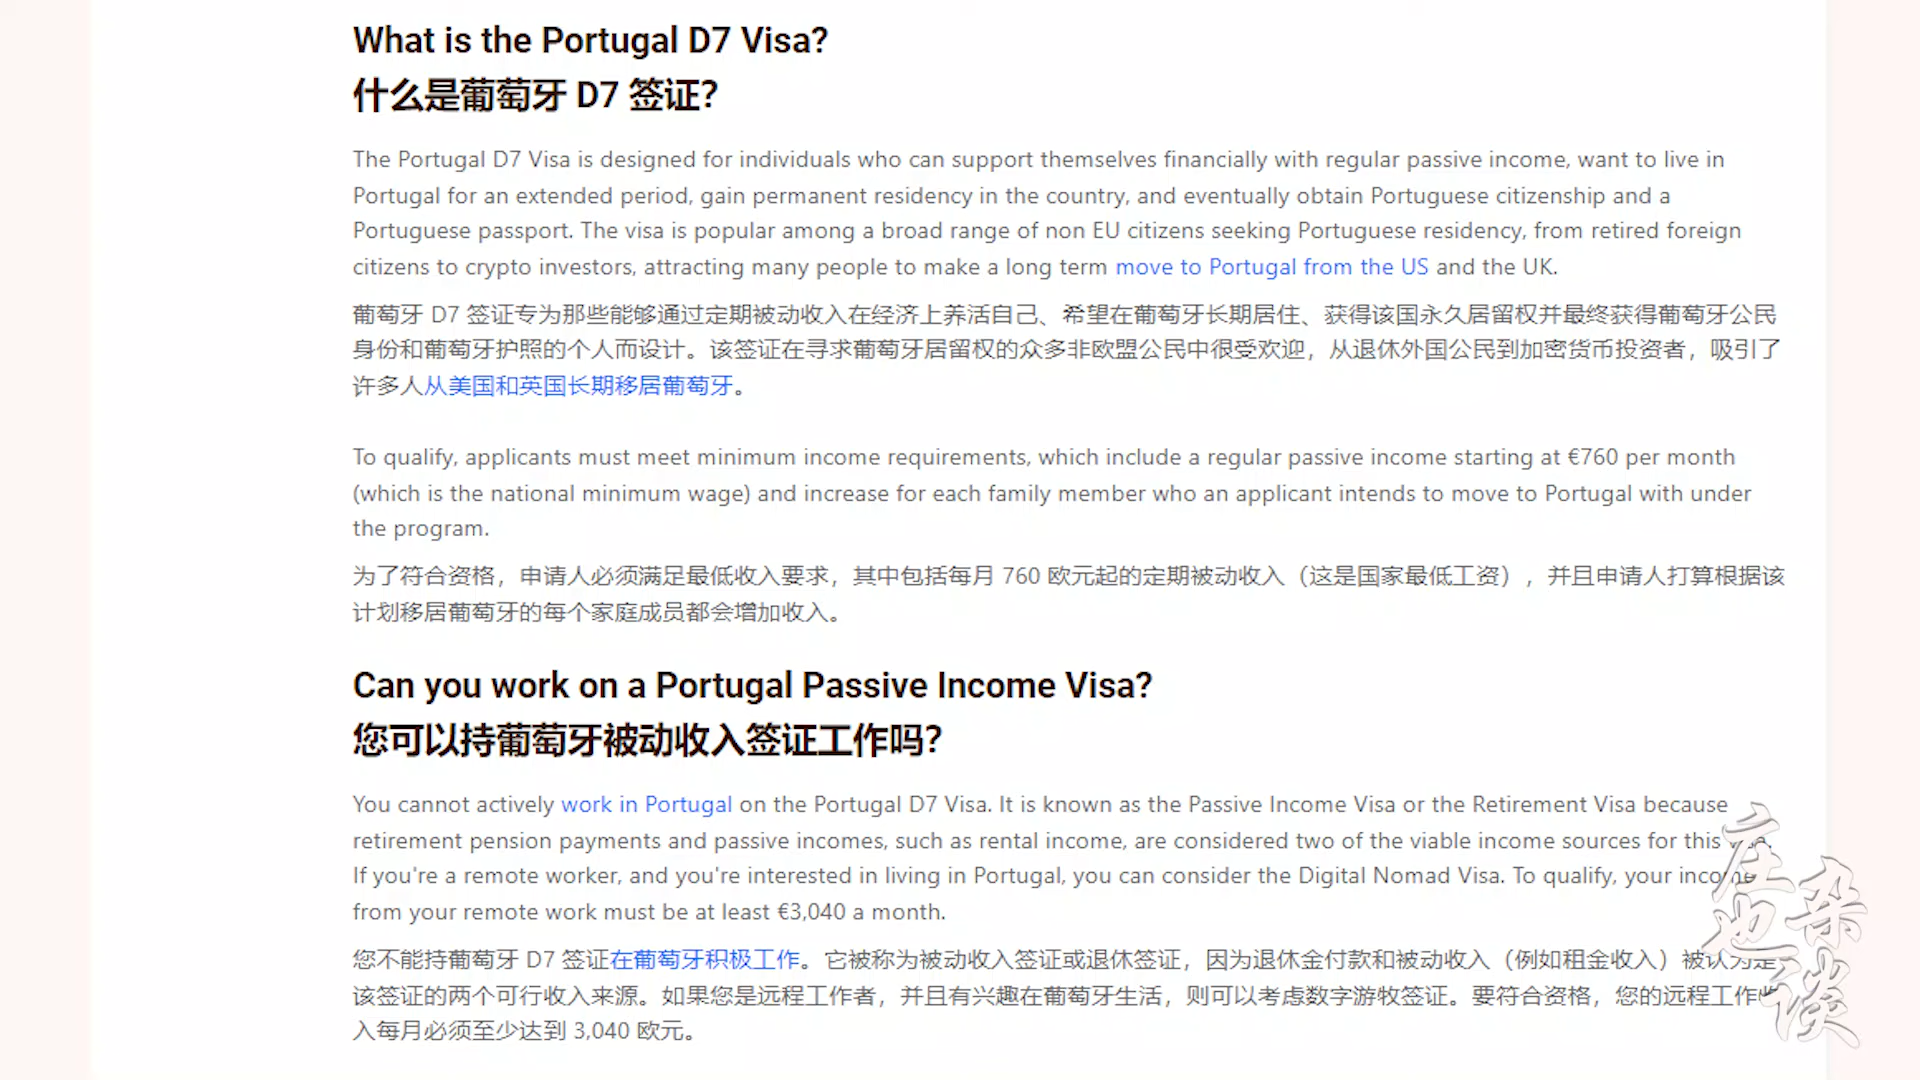 What is the Portugal D7 Visa?
什么是葡萄牙 D7 签证？
The Portugal D7 Visa is designed for individuals who can support themselves financially with regular passive income, want to live in
Portugal for an extended period, gain permanent residency in the country, and eventually obtain Portuguese citizenship and a
Portuguese passport. The visa is popular among a broad range of non EU citizens seeking Portuguese residency, from retired foreign
citizens to crypto investors, attracting many people to make a long term move to Portugal from the US and the UK.
葡萄牙 D7 签证专为那些能够通过定期被动收入在经济上养活自己、希望在葡萄牙长期居住、获得该国永久居留权并最终获得葡萄牙公民
身份和葡萄牙护照的个人而设计。该签证在寻求葡萄牙居留权的众多非欧盟公民中很受欢迎，从退休外国公民到加密货币投资者，吸引了
许多人从美国和英国长期移居葡萄牙。
To qualify, applicants must meet minimum income requirements, which include a regular passive income starting at €760 per month
(which is the national minimum wage) and increase for each family member who an applicant intends to move to Portugal with under
the program.
为了符合资格，申请人必须满足最低收入要求，其中包括每月 760 欧元起的定期被动收入（这是国家最低工资），并且申请人打算根据该
计划移居葡萄牙的每个家庭成员都会增加收入。
Can you work on a Portugal Passive Income Visa?
您可以持葡萄牙被动收入签证工作吗？
You cannot actively work in Portugal on the Portugal D7 Visa. It is known as the Passive Income Visa or the Retirement Visa because
retirement pension payments and passive incomes, such as rental income, are considered two of the viable income sources for this visa.
If you're a remote worker, and you're interested in living in Portugal, you can consider the Digital Nomad Visa. To qualify, your income
from your remote work must be at least €3,040 a month.
您不能持葡萄牙 D7 签证在葡萄牙积极工作。它被称为被动收入签证或退休签证，因为退休金付款和被动收入（例如租金收入）被认为是
该签证的两个可行收入来源。如果您是远程工作者，并且有兴趣在葡萄牙生活，则可以考虑数字游牧签证。要符合资格，您的远程工作收
入每月必须至少达到 3,040 欧元。
庄也杂谈